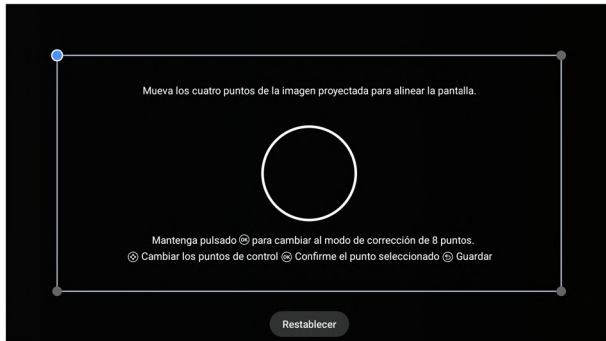 Mueva los cuatro puntos de la imagen proyectada para alinear la pantalla.
Mantenga pulsado OK para cambiar al modo de corrección de 8 puntos.
Cambiar los puntos de control OK Confirme el punto seleccionado Guardar
Restablecer